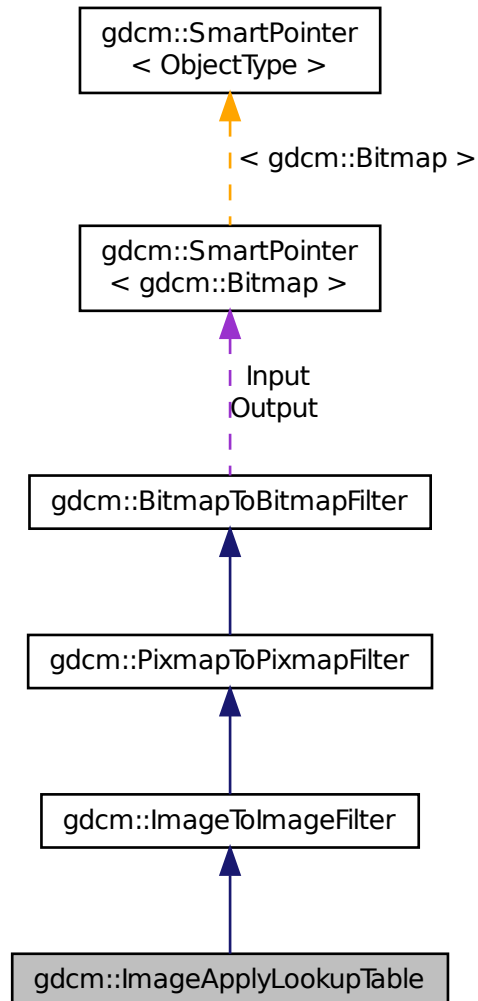 gdcm::SmartPointer
< ObjectType >
< gdcm::Bitmap >
gdcm::SmartPointer
< gdcm::Bitmap >
Input
Output
gdcm::BitmapToBitmapFilter
gdcm::PixmapToPixmapFilter
gdcm::ImageToImageFilter
gdcm::ImageApplyLookupTable